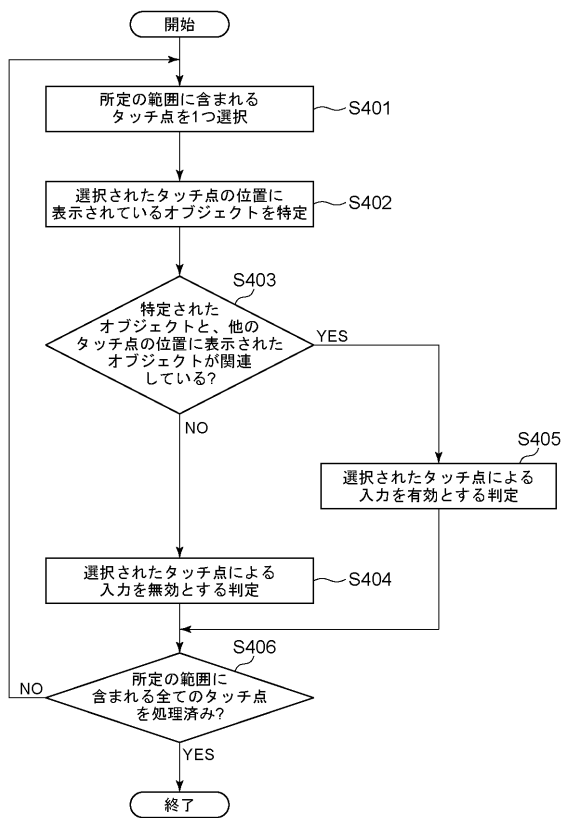 開始
所定の範囲に含まれる
タッチ点を1つ選択
S401
選択されたタッチ点の位置に
表示されているオブジェクトを特定
S402
S403
特定された
オブジェクトと、他の
タッチ点の位置に表示された
オブジェクトが関連
している?
YES
NO
S405
選択されたタッチ点による
入力を有効とする判定
選択されたタッチ点による
入力を無効とする判定
S404
S406
所定の範囲に
含まれる全てのタッチ点
を処理済み?
NO
YES
終了